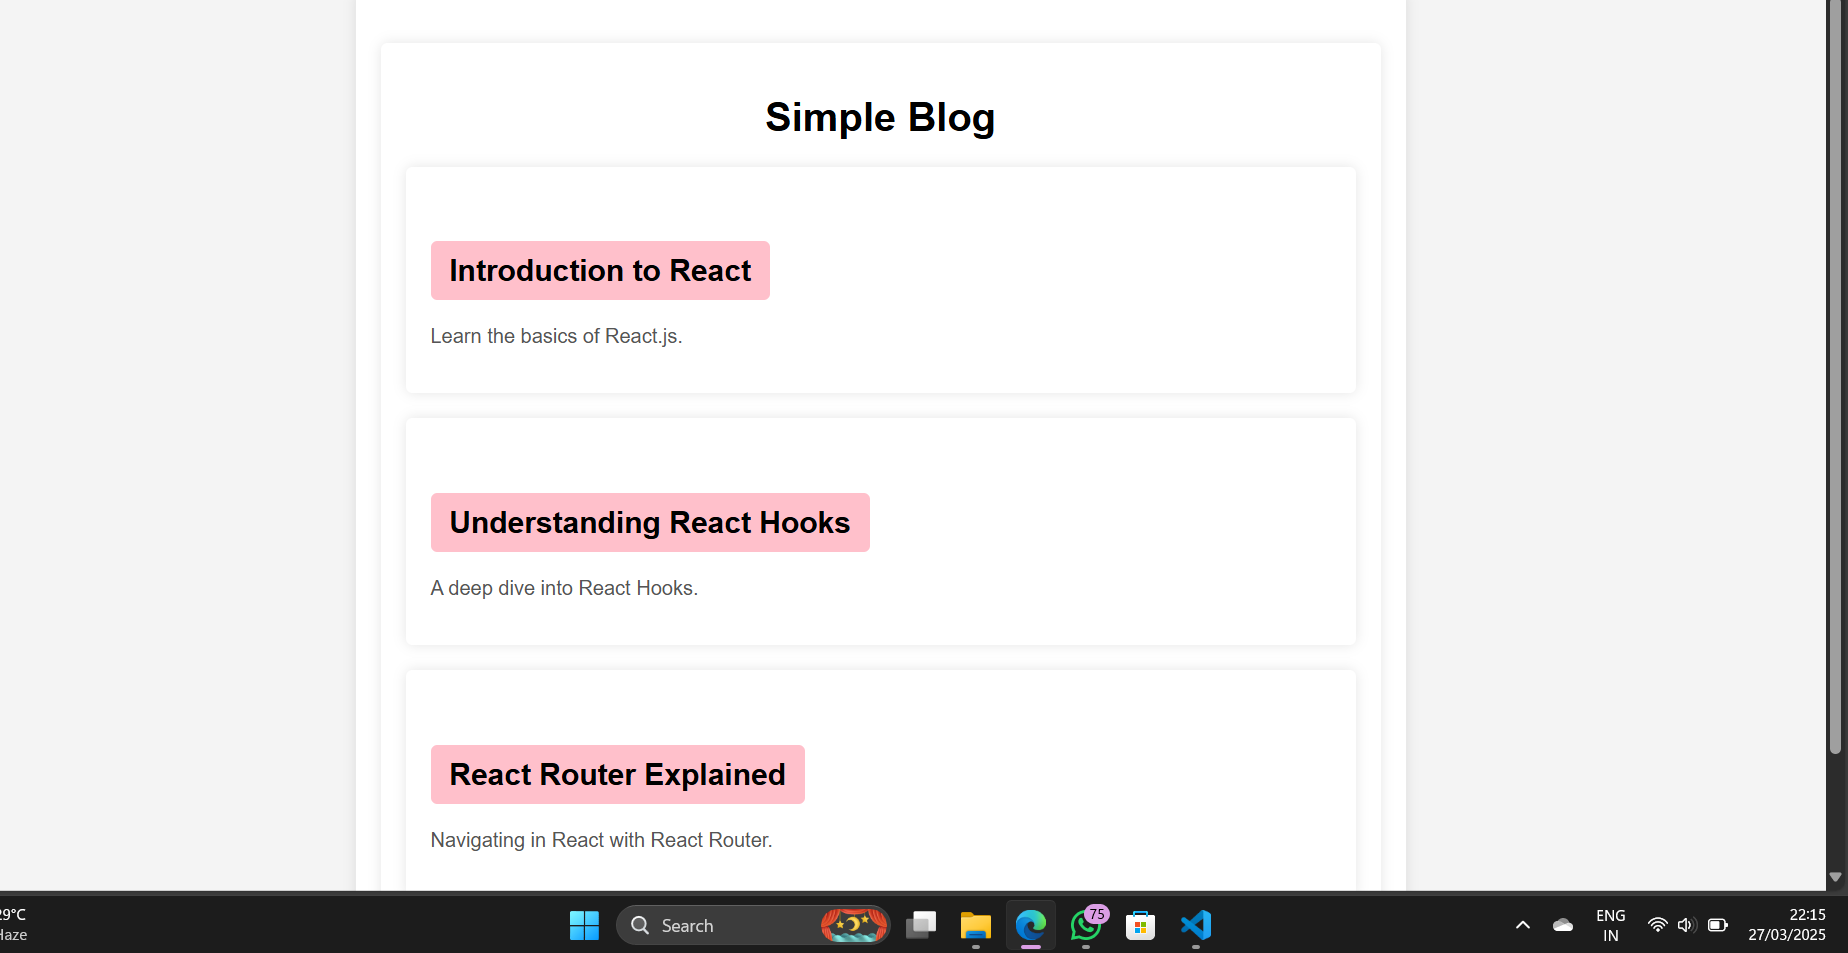 Simple Blog
Introduction to React
Learn the basics of React.js.
Understanding React Hooks
A deep dive into React Hooks.
React Router Explained
Navigating in React with React Router.
29°C
Haze
Search
75
ENG
IN
22:15
27/03/2025